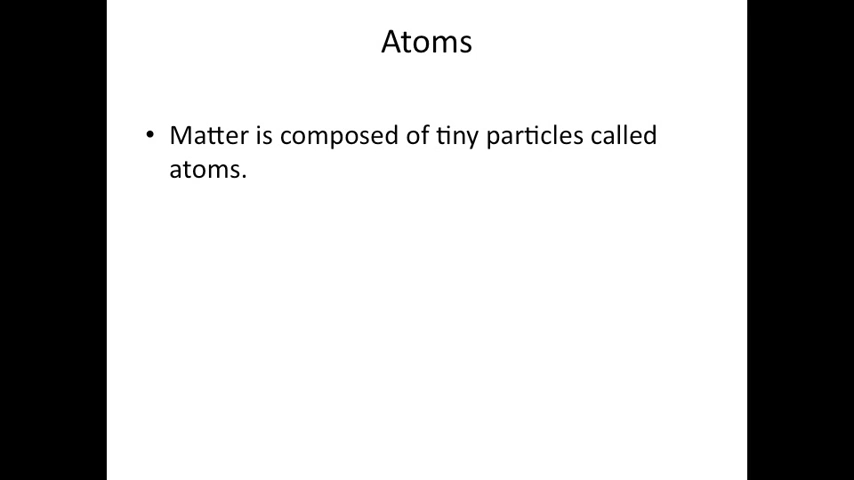 Atoms
• Matter is composed of tiny particles called
atoms.